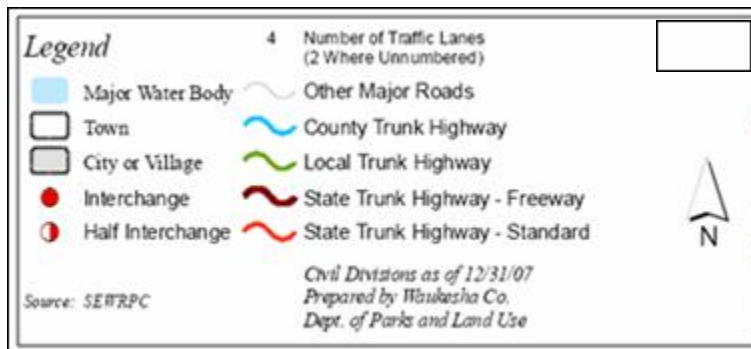 Legend
4 Number of Traffic Lanes
(2 Where Unnumbered)
Major Water Body
Other Major Roads
Town
County Trunk Highway
City or Village
Local Trunk Highway
Interchange
State Trunk Highway - Freeway
Half Interchange
State Trunk Highway - Standard
N
Source: SEWRPC
Civil Divisions as of 12/31/07
Prepared by Waukesha Co.
Dept. of Parks and Land Use